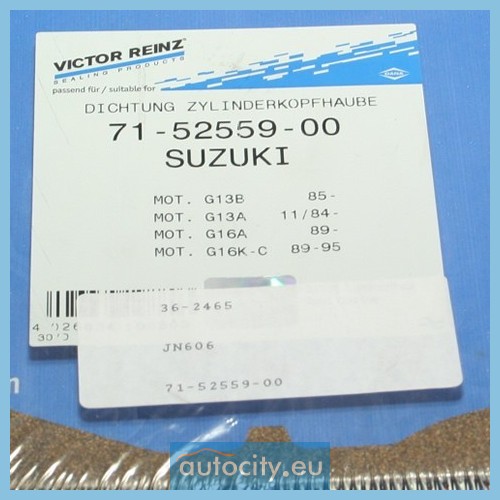 VICTOR REINZ
SEALING PRODUCTS
passend für / suitable for
DANA
DICHTUNG ZYLINDERKOPFHAUBE
71-52559-00
SUZUKI
MOT. G13B 85-
MOT. G13A 11/84-
MOT. G16A 89-
MOT. G16K-C 89-95
36-2465
JN606
71-52559-00
autocity.eu